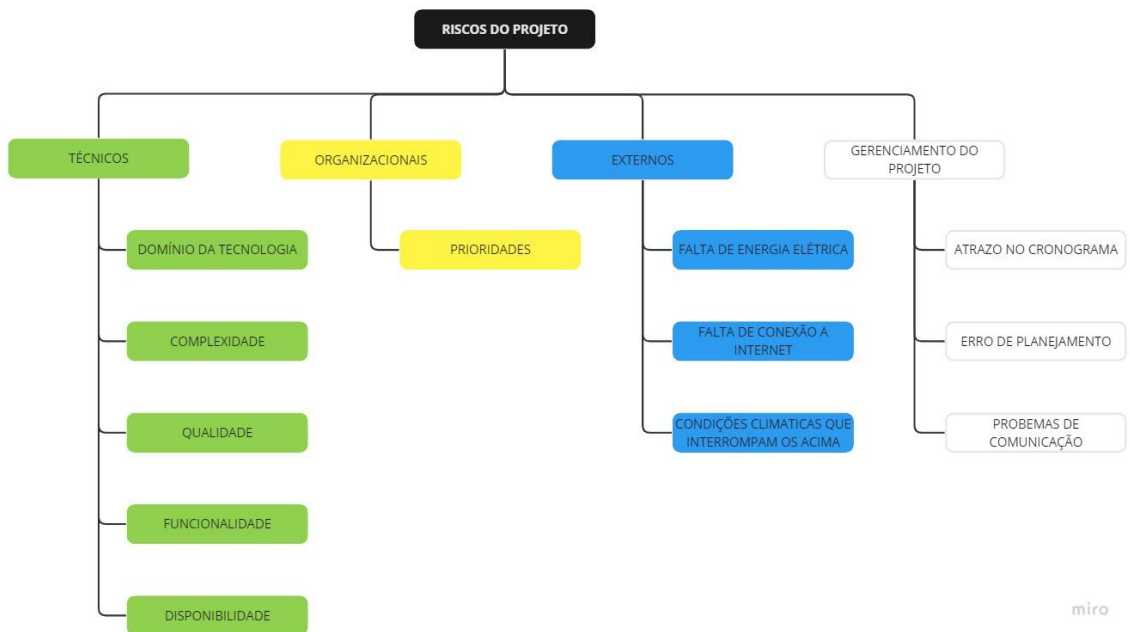 RISCOS DO PROJETO
TÉCNICOS
ORGANIZACIONAIS
EXTERNOS
GERENCIAMENTO DO
PROJETO
DOMÍNIO DA TECNOLOGIA
PRIORIDADES
FALTA DE ENERGIA ELÉTRICA
ATRAZO NO CRONOGRAMA
COMPLEXIDADE
FALTA DE CONEXÃO A
INTERNET
ERRO DE PLANEJAMENTO
QUALIDADE
CONDIÇÕES CLIMATICAS QUE
INTERROMPAM OS ACIMA
PROBEMAS DE
COMUNICAÇÃO
FUNCIONALIDADE
DISPONIBILIDADE
miro